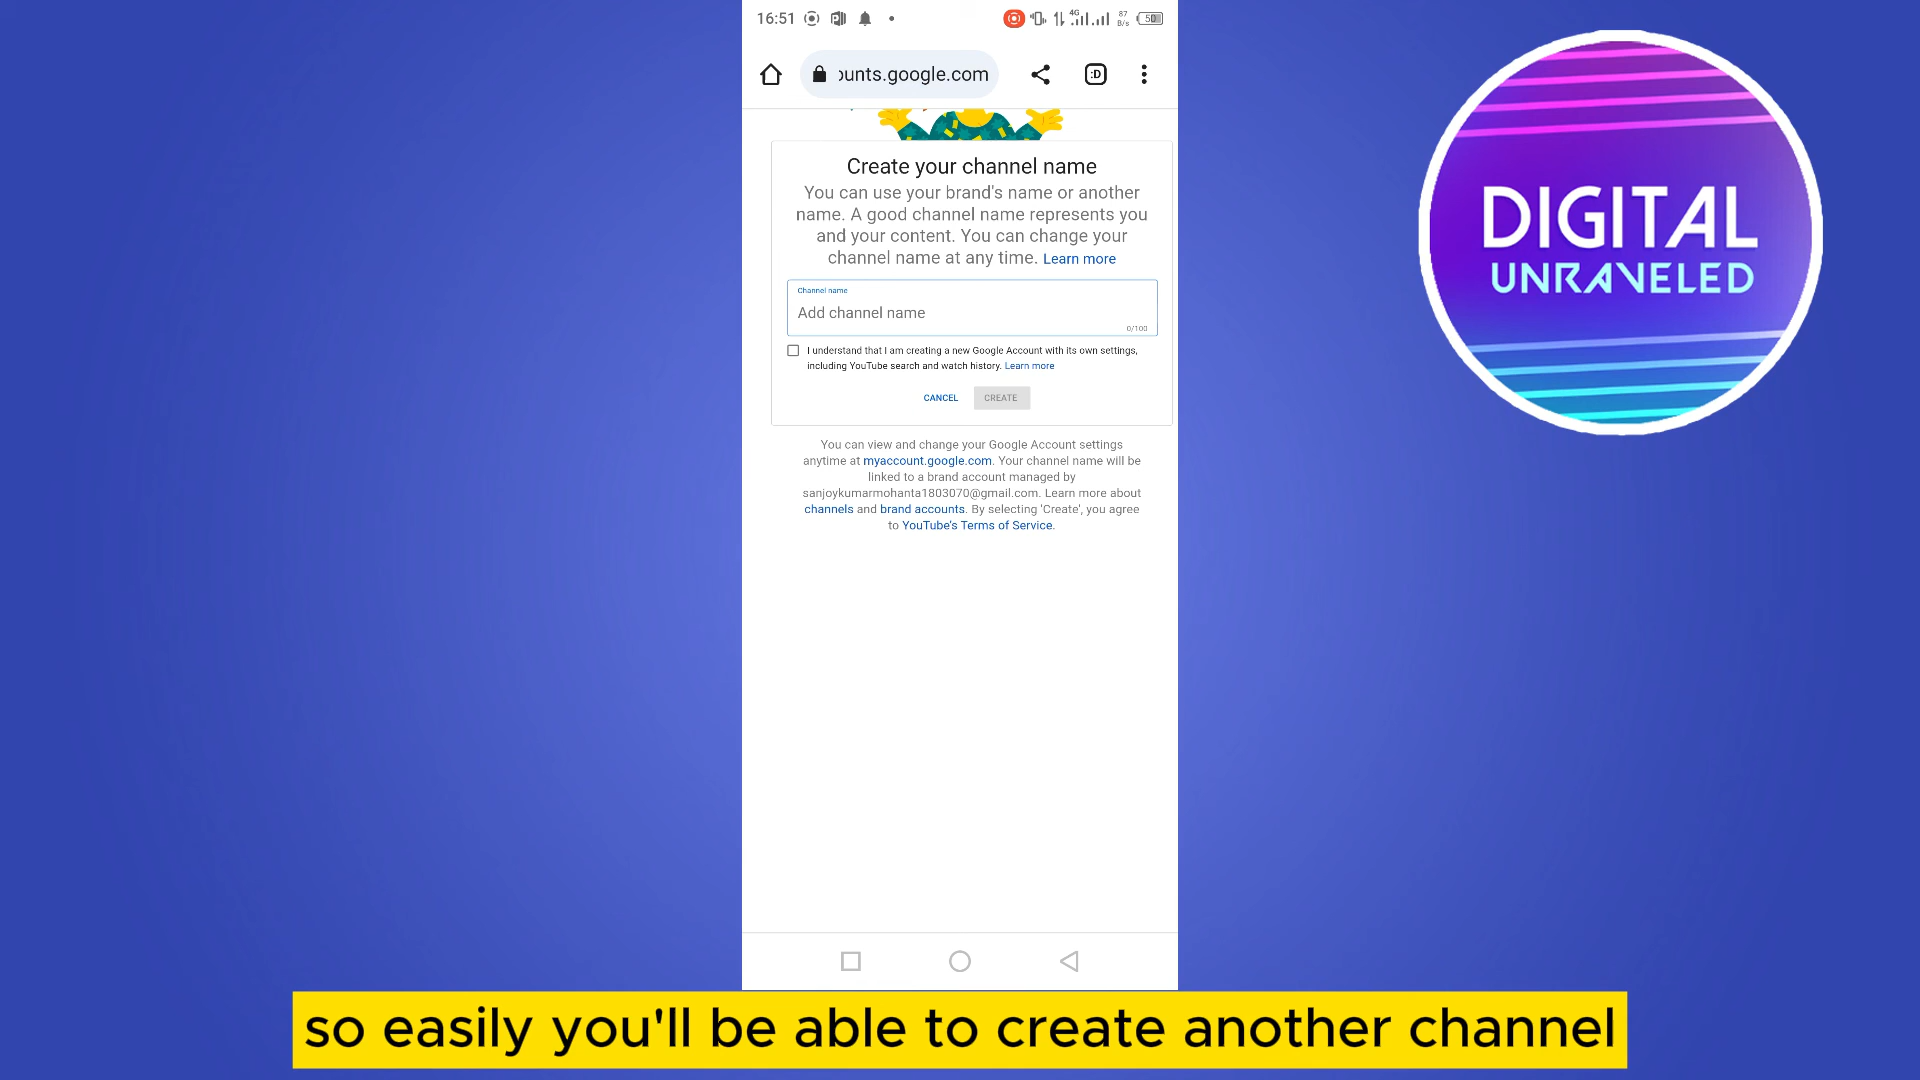 16:51
4G
87
B/s
50
ounts.google.com
:D
Create your channel name
You can use your brand's name or another
name. A good channel name represents you
and your content. You can change your
channel name at any time. Learn more
Channel name
Add channel name
0/100
I understand that I am creating a new Google Account with its own settings,
including YouTube search and watch history. Learn more
CANCEL CREATE
You can view and change your Google Account settings
anytime at myaccount.google.com. Your channel name will be
linked to a brand account managed by
sanjoykumarmohanta1803070@gmail.com. Learn more about
channels and brand accounts. By selecting 'Create', you agree
to YouTube's Terms of Service.
DIGITAL
UNRAVELED
so easily you'll be able to create another channel